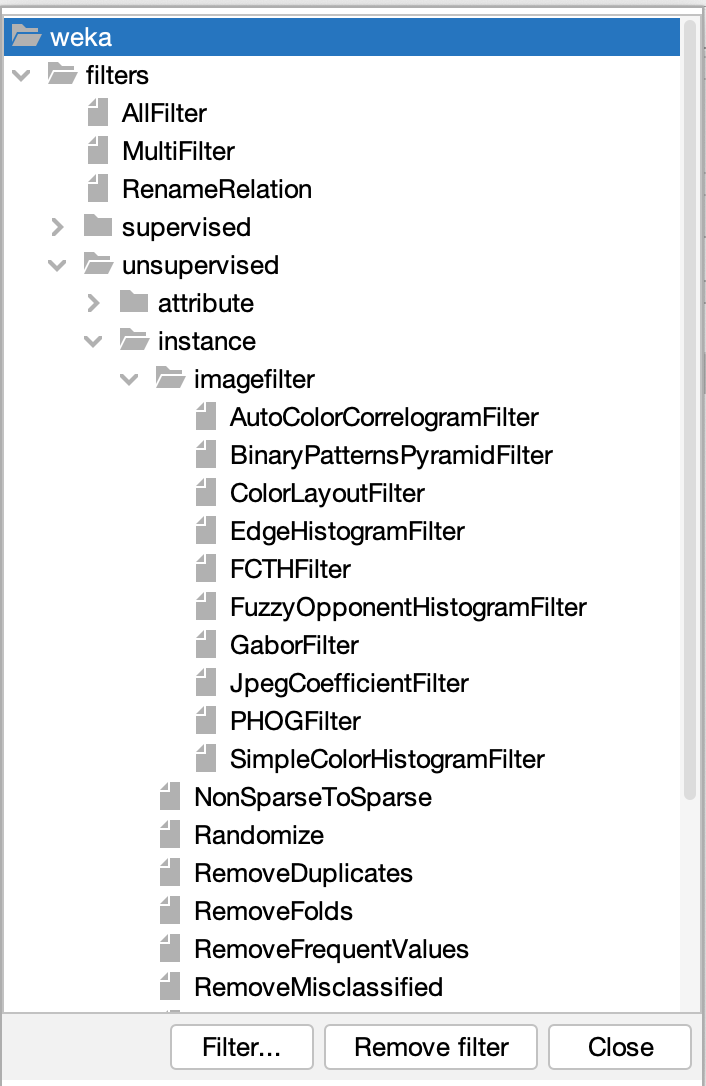 weka
filters
AllFilter
MultiFilter
RenameRelation
supervised
unsupervised
attribute
instance
imagefilter
AutoColorCorrelogramFilter
BinaryPatternsPyramidFilter
ColorLayoutFilter
EdgeHistogramFilter
FCTHFilter
FuzzyOpponentHistogramFilter
GaborFilter
JpegCoefficientFilter
PHOGFilter
SimpleColorHistogramFilter
NonSparseToSparse
Randomize
RemoveDuplicates
RemoveFolds
RemoveFrequentValues
RemoveMisclassified
Filter... Remove filter Close